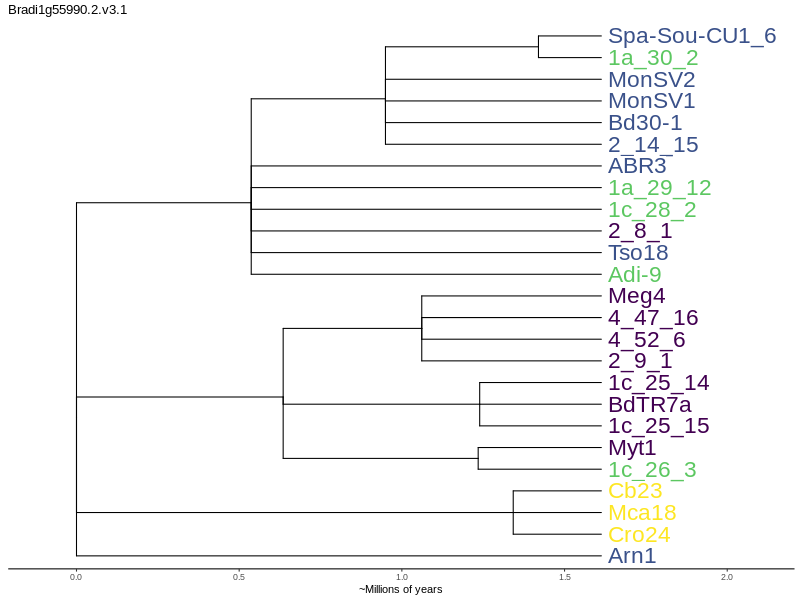 Bradi1g55990.2.v3.1
Spa-Sou-CU1_6
1a_30_2
MonSV2
MonSV1
Bd30-1
2_14_15
ABR3
1a_29_12
1c_28_2
2_8_1
Tso18
Adi-9
Meg4
4_47_16
4_52_6
2_9_1
1c_25_14
BdTR7a
1c_25_15
Myt1
1c_26_3
Cb23
Mca18
Cro24
Arn1
0.0 0.5 1.0 1.5 2.0
~Millions of years